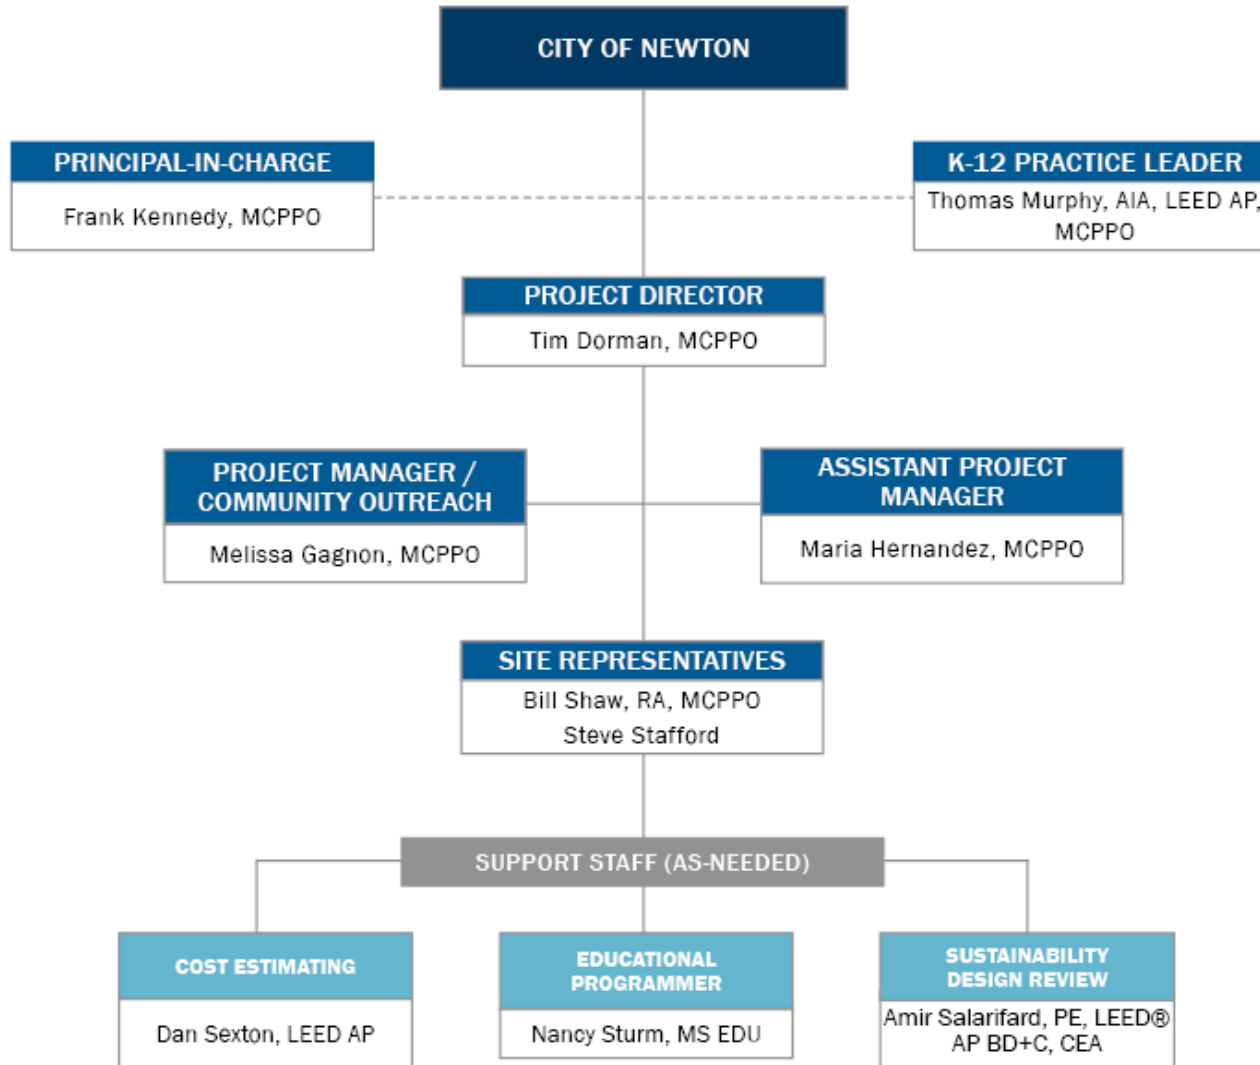 CITY OF NEWTON
PRINCIPAL-IN-CHARGE
Frank Kennedy, MCPPO
K-12 PRACTICE LEADER
Thomas Murphy, AIA, LEED AP,
MCPPO
PROJECT DIRECTOR
Tim Dorman, MCPPO
PROJECT MANAGER /
COMMUNITY OUTREACH
Melissa Gagnon, MCPPO
ASSISTANT PROJECT
MANAGER
Maria Hernandez, MCPPO
SITE REPRESENTATIVES
Bill Shaw, RA, MCPPO
Steve Stafford
SUPPORT STAFF (AS-NEEDED)
COST ESTIMATING
Dan Sexton, LEED AP
EDUCATIONAL
PROGRAMMER
Nancy Sturm, MS EDU
SUSTAINABILITY
DESIGN REVIEW
Amir Salarifard, PE, LEED®
AP BD+C, CEA